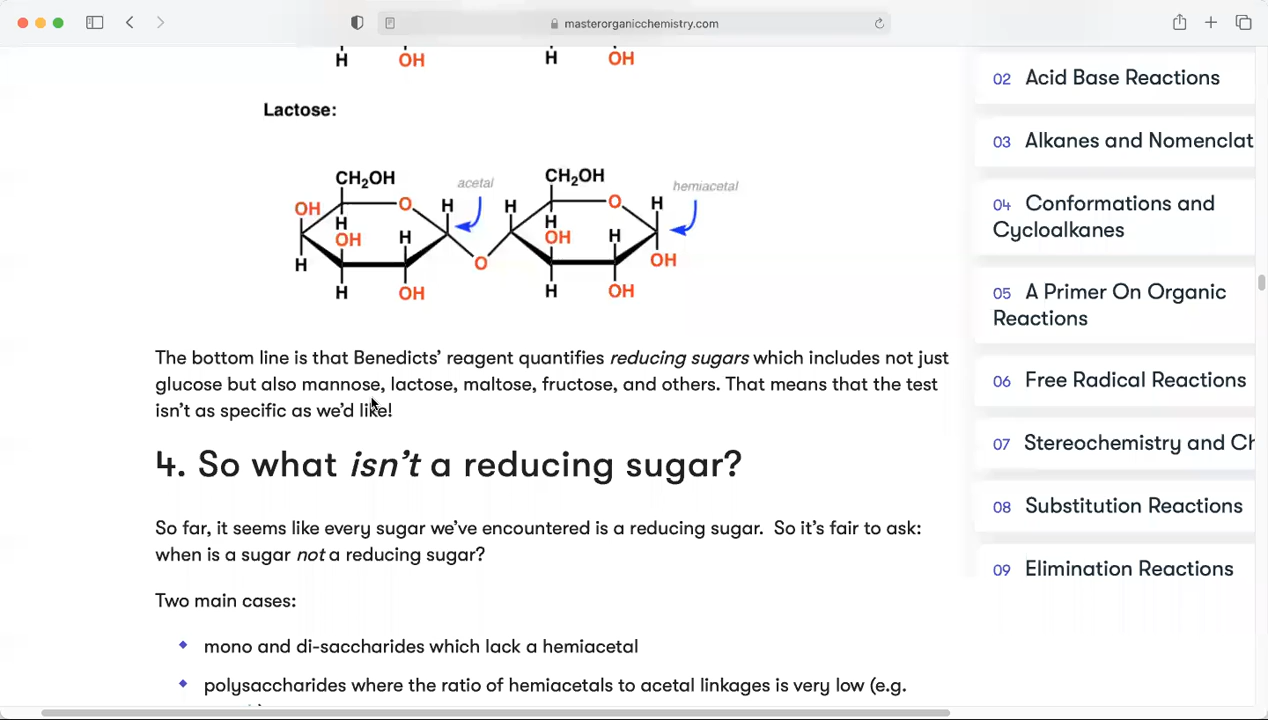 masterorganicchemistry.com
H OH H OH
Lactose:
CH2OH acetal CH2OH hemiacetal
OH O H H O H
H OH H H OH H
H O OH
H OH H OH
The bottom line is that Benedicts’ reagent quantifies reducing sugars which includes not just
glucose but also mannose, lactose, maltose, fructose, and others. That means that the test
isn’t as specific as we’d like!
4. So what isn’t a reducing sugar?
So far, it seems like every sugar we’ve encountered is a reducing sugar. So it’s fair to ask:
when is a sugar not a reducing sugar?
Two main cases:
mono and di-saccharides which lack a hemiacetal
polysaccharides where the ratio of hemiacetals to acetal linkages is very low (e.g.
02 Acid Base Reactions
03 Alkanes and Nomenclat
04 Conformations and
Cycloalkanes
05 A Primer On Organic
Reactions
06 Free Radical Reactions
07 Stereochemistry and Ch
08 Substitution Reactions
09 Elimination Reactions